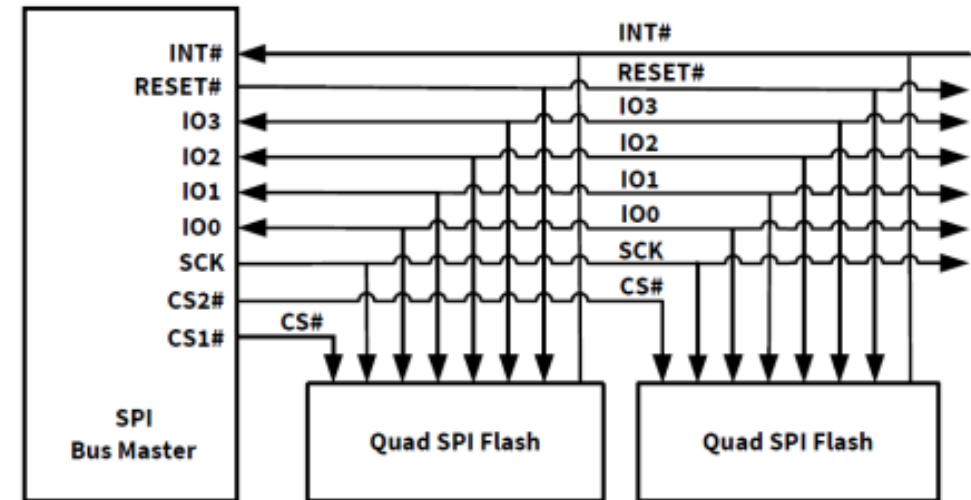 INT#
INT#
RESET#
RESET#
IO3
IO3
IO2
IO2
IO1
IO1
IO0
IO0
SCK
SCK
CS2#
CS#
CS1#
CS#
SPI
Bus Master
Quad SPI Flash
Quad SPI Flash